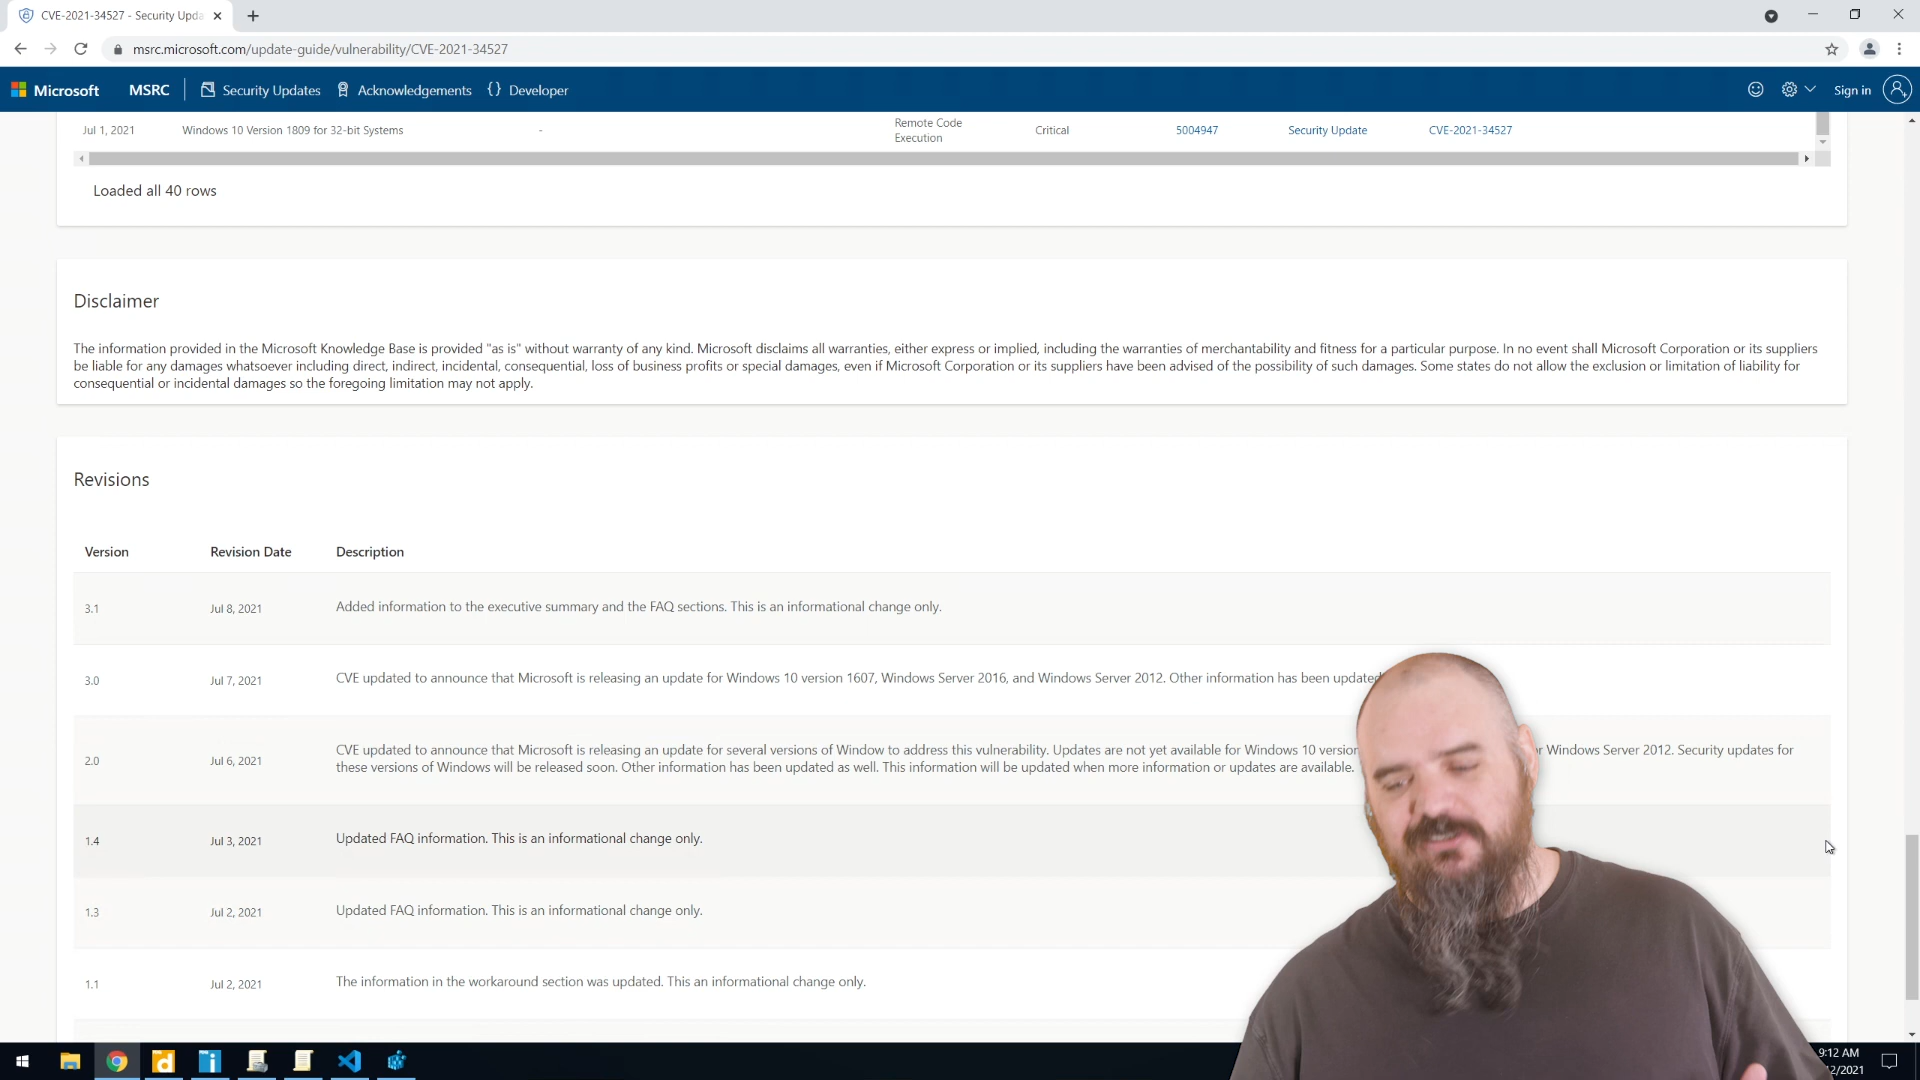 CVE-2021-34527 - Security Upda
msrc.microsoft.com/update-guide/vulnerability/CVE-2021-34527
Microsoft MSRC Security Updates Acknowledgements Developer Sign in
Jul 1, 2021 Windows 10 Version 1809 for 32-bit Systems - Remote Code Critical 5004947 Security Update CVE-2021-34527
Execution
Loaded all 40 rows
Disclaimer
The information provided in the Microsoft Knowledge Base is provided "as is" without warranty of any kind. Microsoft disclaims all warranties, either express or implied, including the warranties of merchantability and fitness for a particular purpose. In no event shall Microsoft Corporation or its suppliers
be liable for any damages whatsoever including direct, indirect, incidental, consequential, loss of business profits or special damages, even if Microsoft Corporation or its suppliers have been advised of the possibility of such damages. Some states do not allow the exclusion or limitation of liability for
consequential or incidental damages so the foregoing limitation may not apply.
Revisions
Version Revision Date Description
3.1 Jul 8, 2021 Added information to the executive summary and the FAQ sections. This is an informational change only.
3.0 Jul 7, 2021 CVE updated to announce that Microsoft is releasing an update for Windows 10 version 1607, Windows Server 2016, and Windows Server 2012. Other information has been updated
2.0 Jul 6, 2021 CVE updated to announce that Microsoft is releasing an update for several versions of Window to address this vulnerability. Updates are not yet available for Windows 10 version Windows Server 2012. Security updates for
these versions of Windows will be released soon. Other information has been updated as well. This information will be updated when more information or updates are available.
1.4 Jul 3, 2021 Updated FAQ information. This is an informational change only.
1.3 Jul 2, 2021 Updated FAQ information. This is an informational change only.
1.1 Jul 2, 2021 The information in the workaround section was updated. This an informational change only.
9:12 AM
2/2021